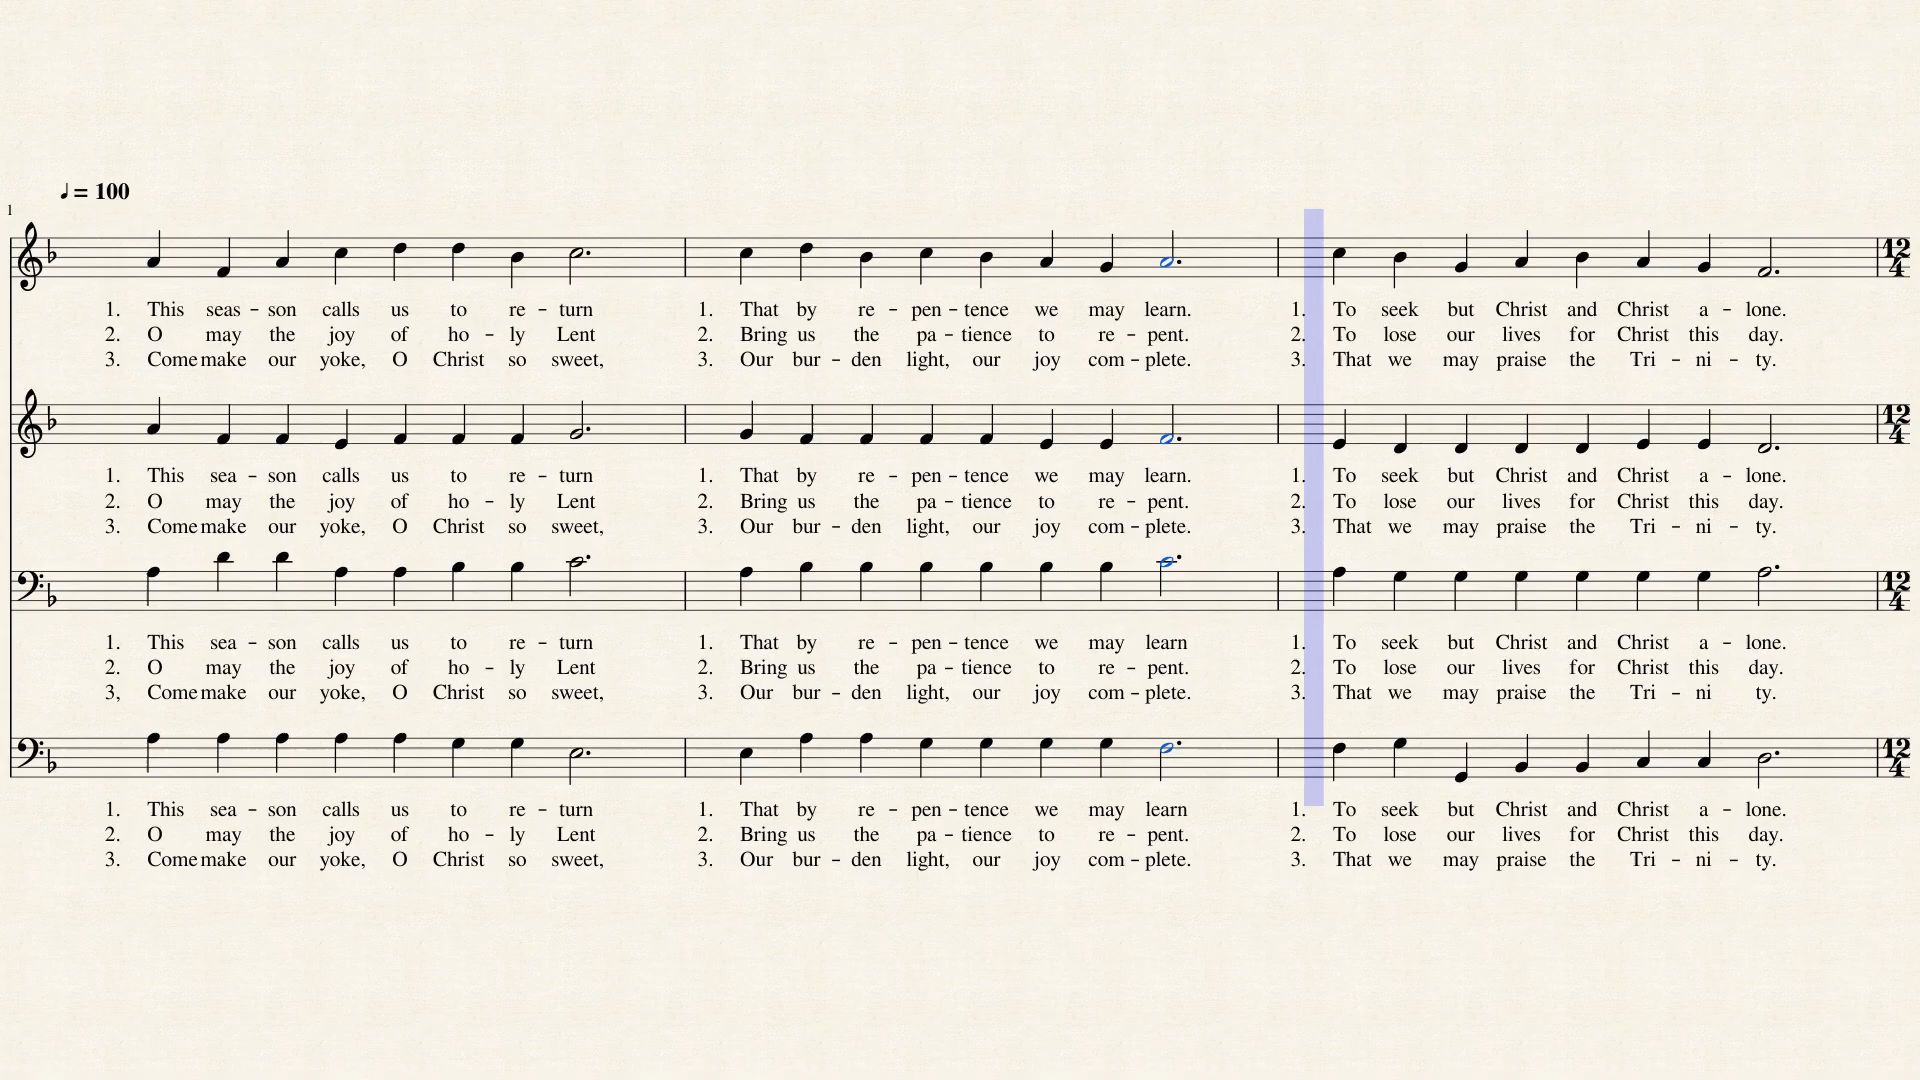 ♩ = 100
1
12
4
1. This seas – son calls us to re – turn 1. That by re – pen – tence we may learn. 1. To seek but Christ and Christ a – lone.
2. O may the joy of ho – ly Lent 2. Bring us the pa – tience to re – pent. 2. To lose our lives for Christ this day.
3. Come make our yoke, O Christ so sweet, 3. Our bur – den light, our joy com – plete. 3. That we may praise the Tri – ni – ty.
12
4
1. This sea – son calls us to re – turn 1. That by re – pen – tence we may learn. 1. To seek but Christ and Christ a – lone.
2. O may the joy of ho – ly Lent 2. Bring us the pa – tience to re – pent. 2. To lose our lives for Christ this day.
3. Come make our yoke, O Christ so sweet, 3. Our bur – den light, our joy com – plete. 3. That we may praise the Tri – ni – ty.
12
4
1. This sea – son calls us to re – turn 1. That by re – pen – tence we may learn 1. To seek but Christ and Christ a – lone.
2. O may the joy of ho – ly Lent 2. Bring us the pa – tience to re – pent. 2. To lose our lives for Christ this day.
3, Come make our yoke, O Christ so sweet, 3. Our bur – den light, our joy com – plete. 3. That we may praise the Tri – ni ty.
12
4
1. This sea – son calls us to re – turn 1. That by re – pen – tence we may learn 1. To seek but Christ and Christ a – lone.
2. O may the joy of ho – ly Lent 2. Bring us the pa – tience to re – pent. 2. To lose our lives for Christ this day.
3. Come make our yoke, O Christ so sweet, 3. Our bur – den light, our joy com – plete. 3. That we may praise the Tri – ni – ty.